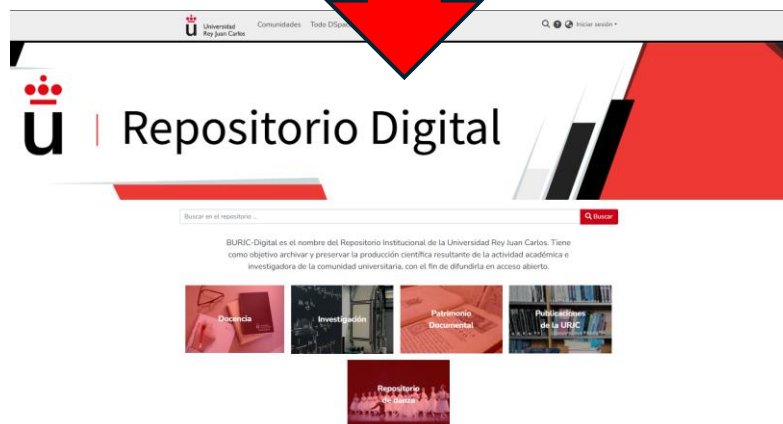 Universidad
Rey Juan Carlos
Comunidades Todo DSpa
Iniciar sesión
ü | Repositorio Digital
Buscar en el repositorio ...
Buscar
BURJC-Digital es el nombre del Repositorio Institucional de la Universidad Rey Juan Carlos. Tiene
como objetivo archivar y preservar la producción científica resultante de la actividad académica e
investigadora de la comunidad universitaria, con el fin de difundirla en acceso abierto.
Docencia
Investigación
Patrimonio
Documental
Publicaciones
de la URJC
Repositorio
de danza